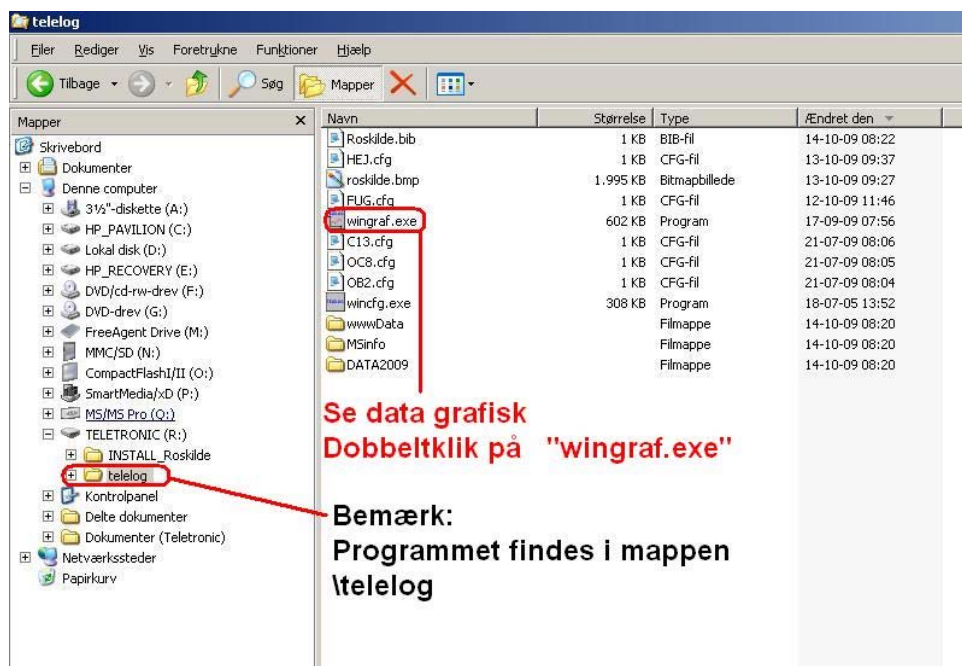 telelog
Filer Rediger Vis Foretrukne Funktioner Hjælp
Tilbage Søg Mapper
Mapper x
Skrivebord
Dokumenter
Denne computer
3½"-diskette (A:)
HP_PAVILION (C:)
Lokal disk (D:)
HP_RECOVERY (E:)
DVD/cd-rw-drev (F:)
DVD-drev (G:)
FreeAgent Drive (M:)
MMC/SD (N:)
CompactFlashI/II (O:)
SmartMedia/xD (P:)
MS/MS Pro (Q:)
TELETRONIC (R:)
INSTALL_Roskilde
telelog
Kontrolpanel
Delte dokumenter
Dokumenter (Teletronic)
Netværkssteder
Papirkurv
Navn Størrelse Type Ændret den
Roskilde.bib 1 KB BIB-fil 14-10-09 08:22
HEJ.cfg 1 KB CFG-fil 13-10-09 09:37
roskilde.bmp 1.995 KB Bitmapbillede 13-10-09 09:27
FUG.cfg 1 KB CFG-fil 12-10-09 11:46
wingraf.exe 602 KB Program 17-09-09 07:56
C13.cfg 1 KB CFG-fil 21-07-09 08:06
OC8.cfg 1 KB CFG-fil 21-07-09 08:05
OB2.cfg 1 KB CFG-fil 21-07-09 08:04
wincfg.exe 308 KB Program 18-07-05 13:52
wwwData Filmappe 14-10-09 08:20
MSinfo Filmappe 14-10-09 08:20
DATA2009 Filmappe 14-10-09 08:20
Se data grafisk
Dobbeltklik på "wingraf.exe"
Bemærk:
Programmet findes i mappen
\telelog